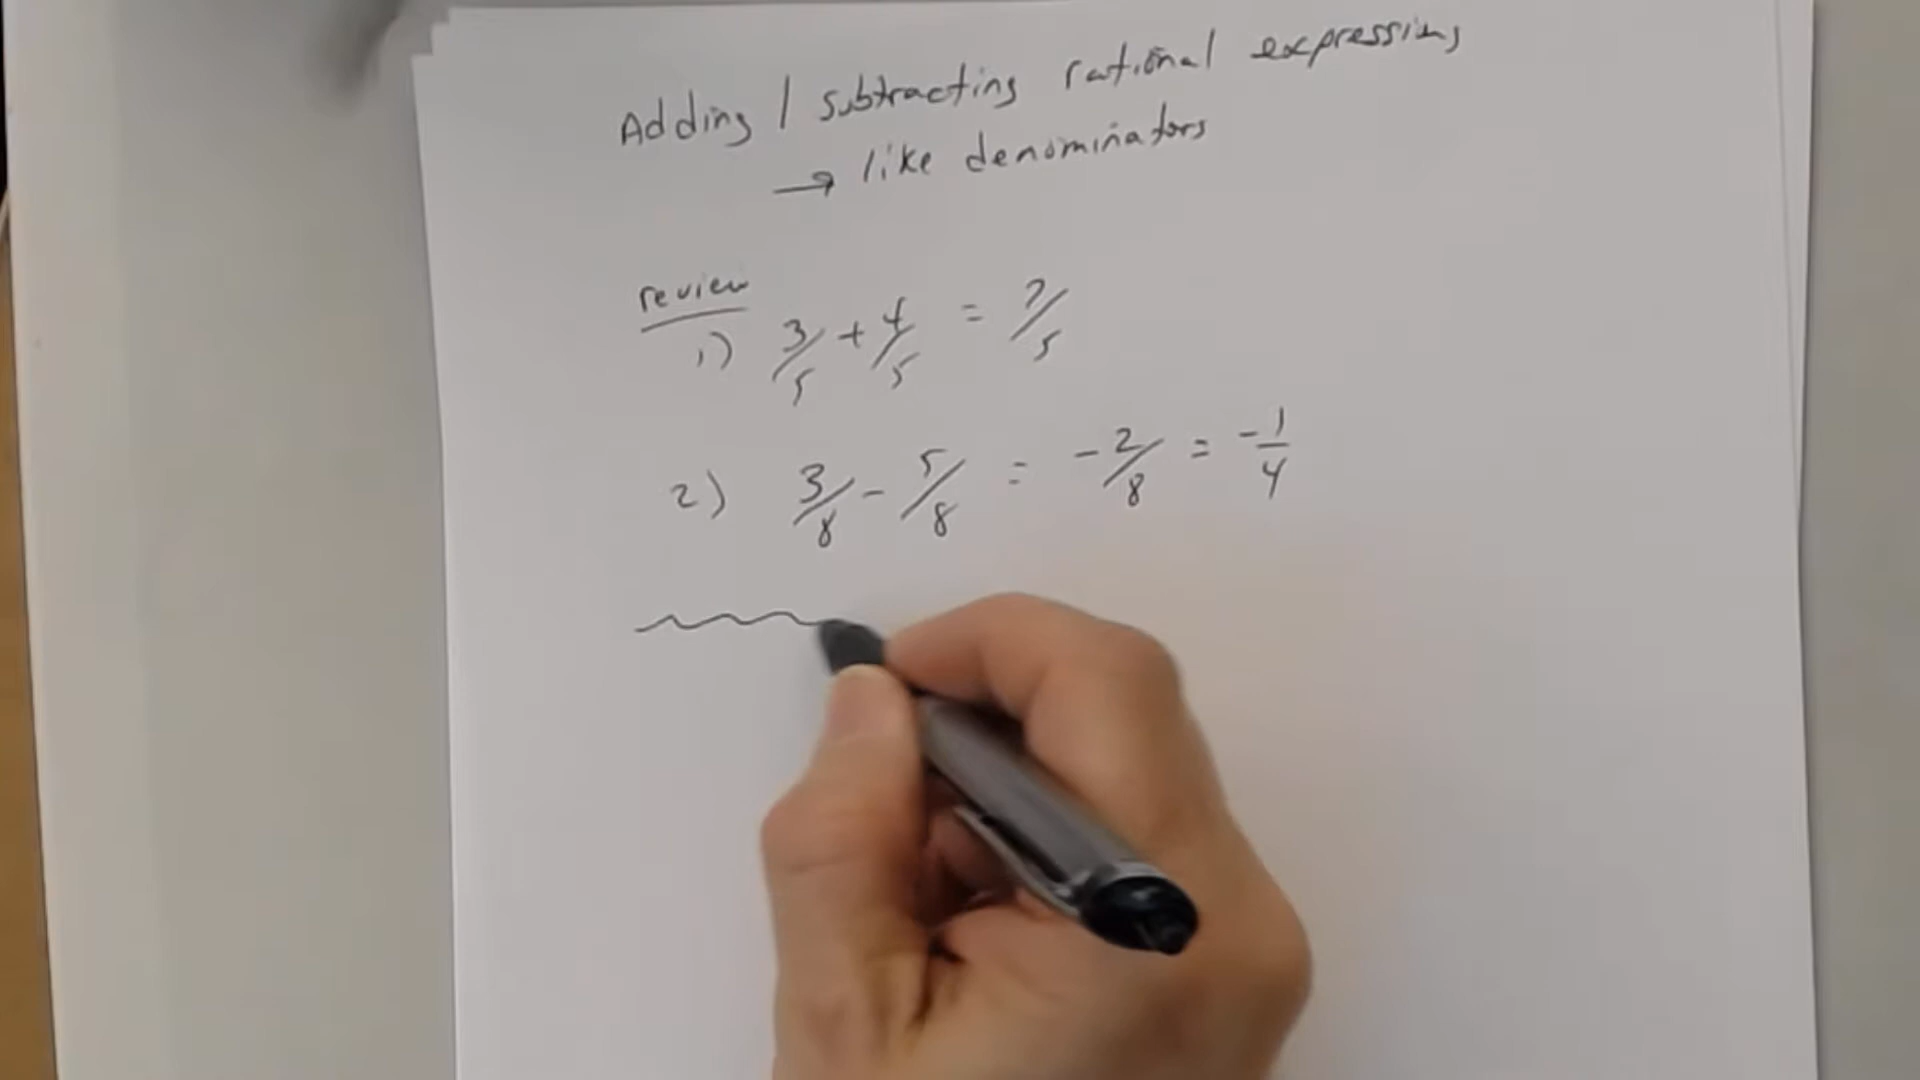 Adding / subtracting rational expressions
→ like denominators
review
1) 3/5 + 4/5 = 7/5
2) 3/8 - 5/8 = -2/8 = -1/4